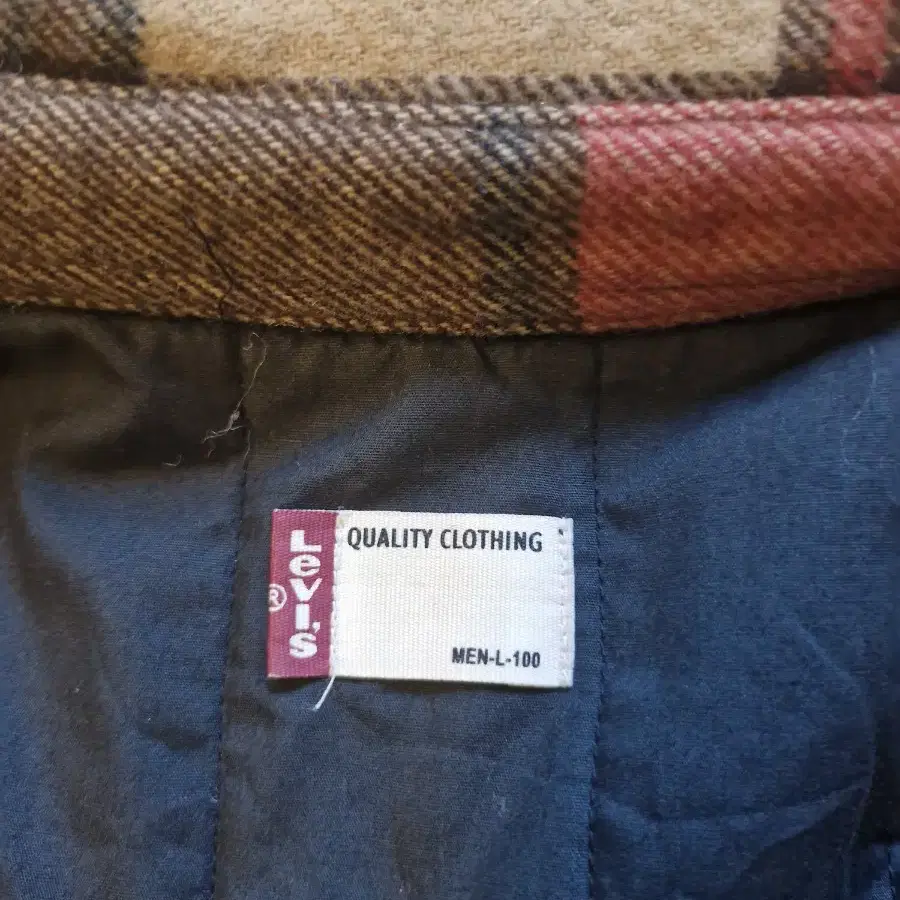 Levi's
®
QUALITY CLOTHING
MEN-L-100